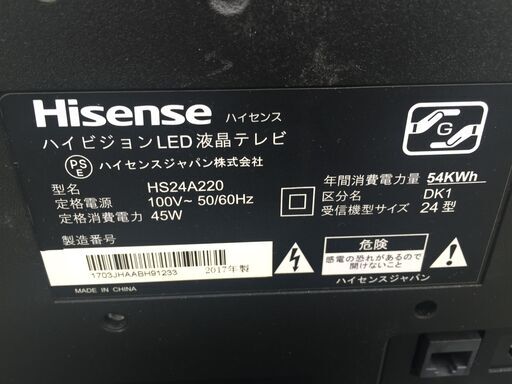 Hisense ハイセンス
ハイビジョンLED液晶テレビ
PSE ハイセンスジャパン株式会社
型名 HS24A220
定格電源 100V～ 50/60Hz
定格消費電力 45W
製造番号
1703JHAABH91233 2017年製
MADE IN CHINA
G
年間消費電力量 54KWh
区分名 DK1
受信機型サイズ 24型
危険
感電の恐れがあるので
開けないこと
ハイセンスジャパン